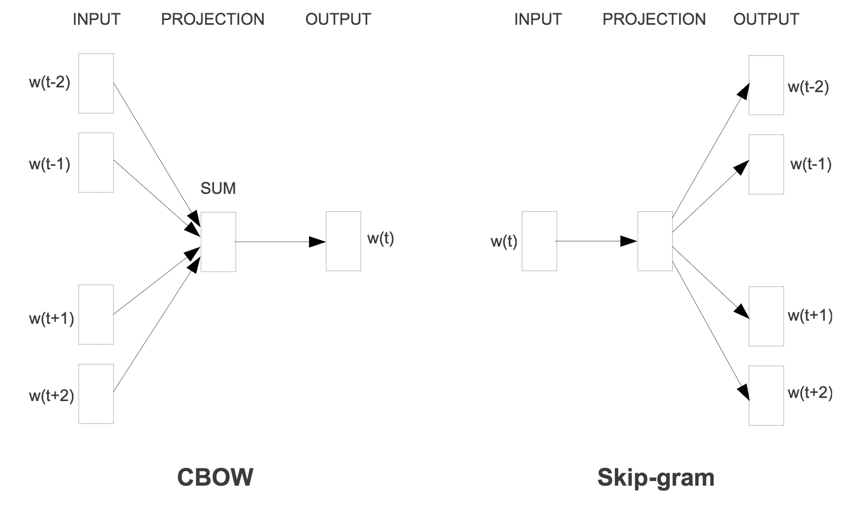 INPUT PROJECTION OUTPUT
w(t-2)
w(t-1)
SUM
w(t)
w(t+1)
w(t+2)
CBOW
INPUT PROJECTION OUTPUT
w(t-2)
w(t-1)
w(t)
w(t+1)
w(t+2)
Skip-gram